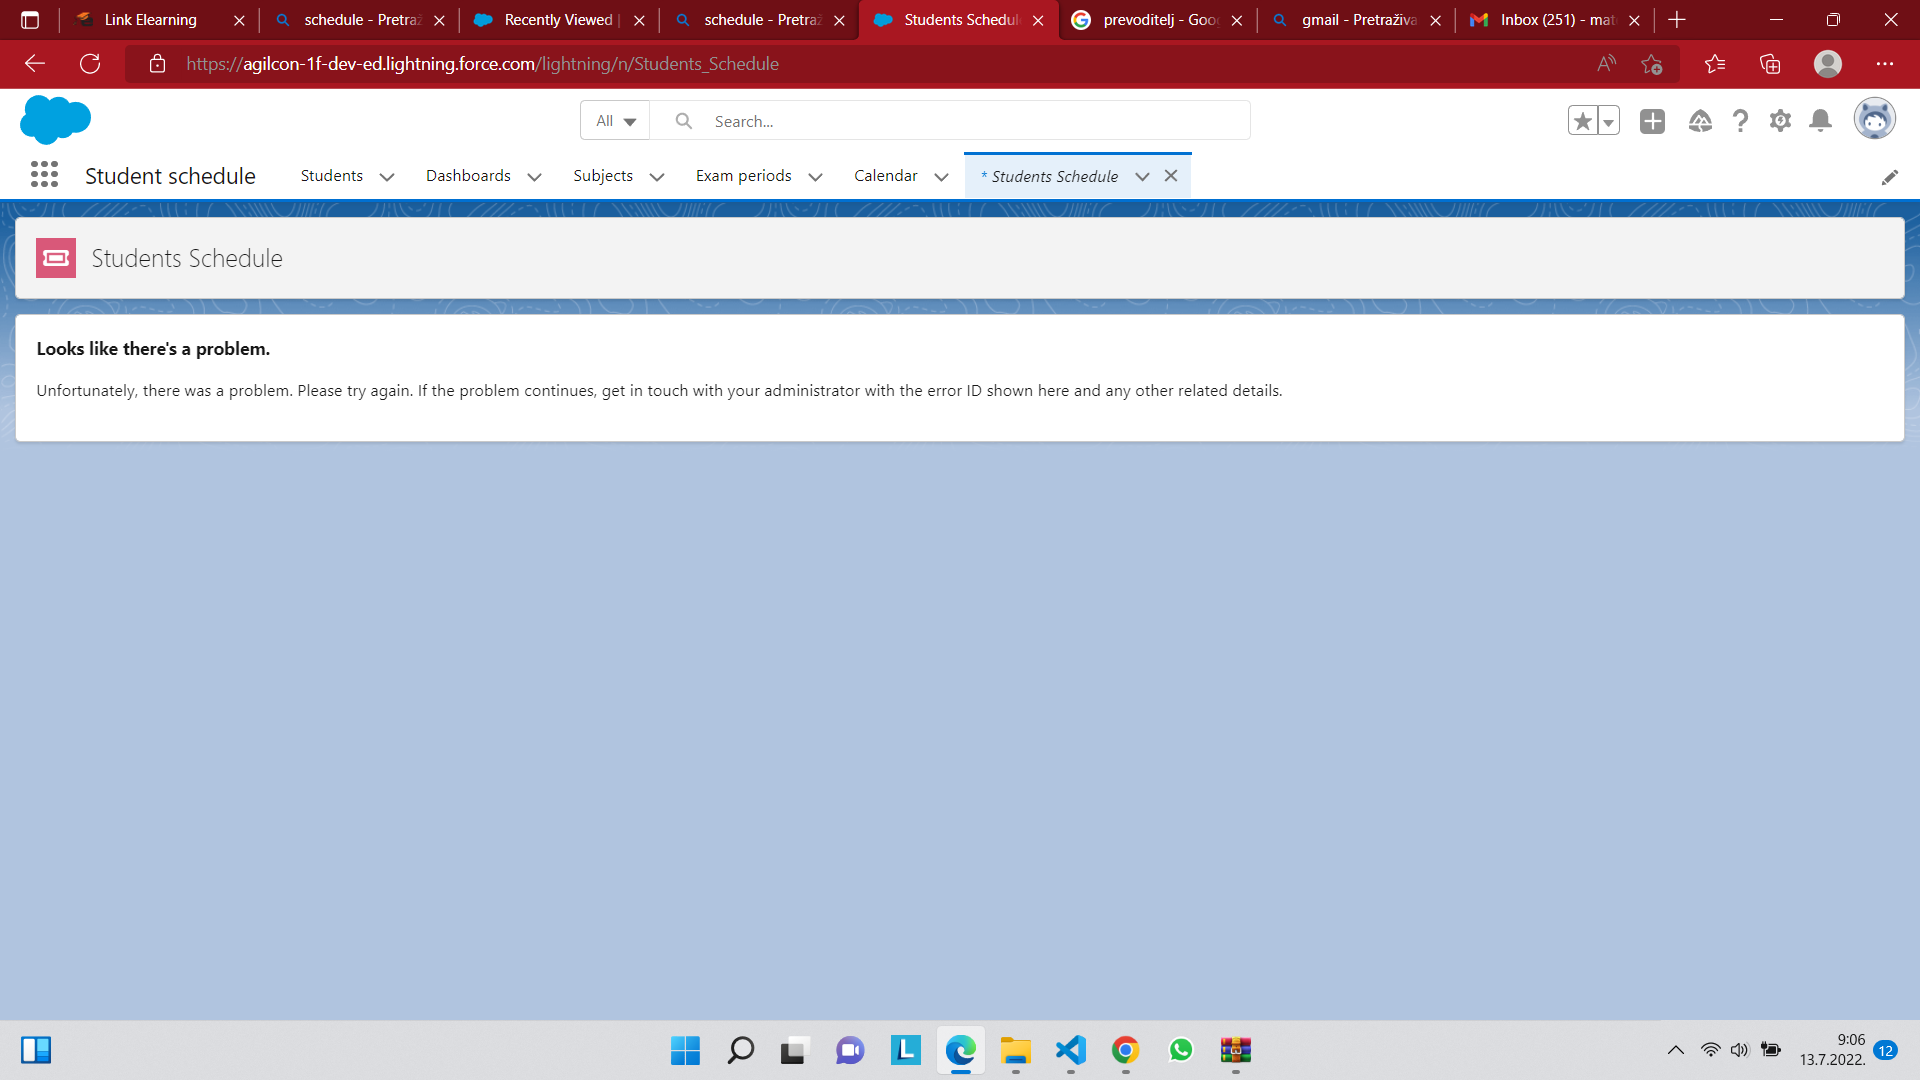 Link Elearning
schedule - Pretraž
Recently Viewed |
schedule - Pretraž
Students Schedul
prevoditelj - Goog
gmail - Pretraživa
Inbox (251) - mat
https://agilcon-1f-dev-ed.lightning.force.com/lightning/n/Students_Schedule
All
Search...
Student schedule
Students
Dashboards
Subjects
Exam periods
Calendar
* Students Schedule
Students Schedule
Looks like there's a problem.
Unfortunately, there was a problem. Please try again. If the problem continues, get in touch with your administrator with the error ID shown here and any other related details.
9:06
13.7.2022.
12